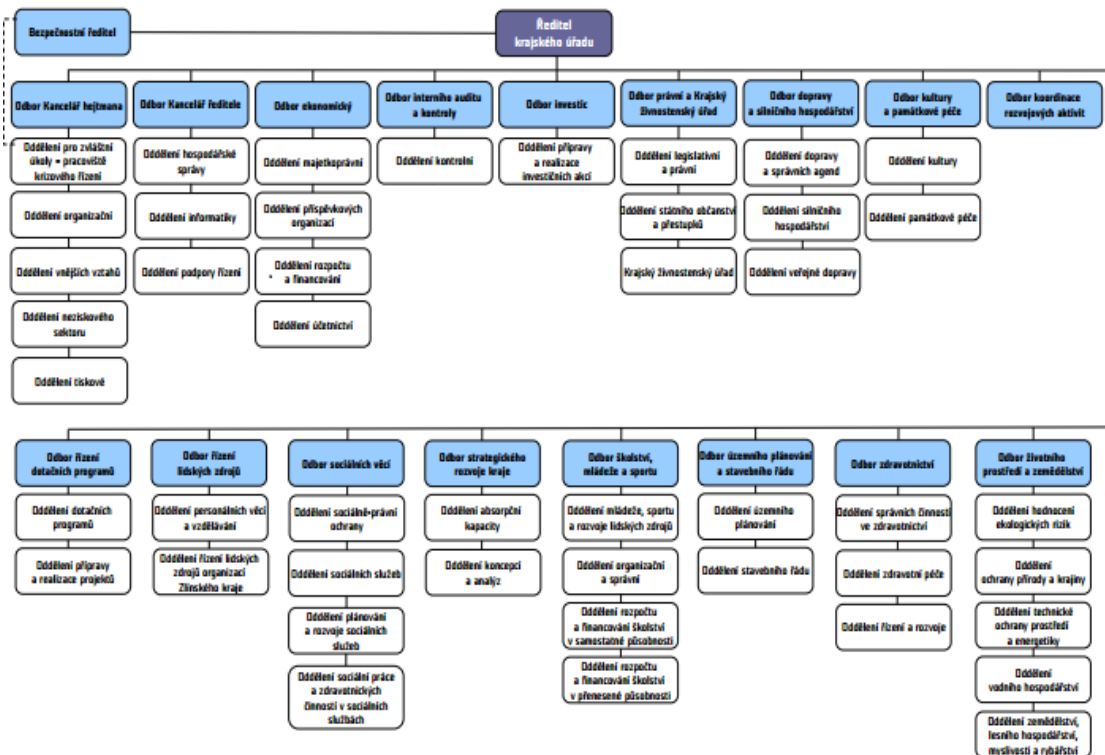 Bezpečnostní ředitel
Ředitel
krajského úřadu
Odbor Kancelář hejtmana
Odbor Kancelář ředitele
Odbor ekonomický
Odbor interního auditu
a kontroly
Odbor investic
Odbor právní a Krajský
živnostenský úřad
Odbor dopravy
a silničního hospodářství
Odbor kultury
a památkové péče
Odbor koordinace
rozvojových aktivit
Oddělení pro zvláštní
úkoly - pracoviště
krizového řízení
Oddělení hospodářské
správy
Oddělení majetkoprávní
Oddělení kontrolní
Oddělení přípravy
a realizace
investičních akcí
Oddělení legislativní
a právní
Oddělení dopravy
a správních agend
Oddělení kultury
Oddělení organizační
Oddělení informatiky
Oddělení příspěvkových
organizací
Oddělení státního občanství
a přestupků
Oddělení silničního
hospodářství
Oddělení památkové péče
Oddělení vnějších vztahů
Oddělení podpory řízení
Oddělení rozpočtu
a financování
Krajský živnostenský úřad
Oddělení veřejné dopravy
Oddělení neziskového
sektoru
Oddělení účetnictví
Oddělení tiskové
Odbor řízení
dotačních programů
Odbor řízení
lidských zdrojů
Odbor sociálních věcí
Odbor strategického
rozvoje kraje
Odbor školství,
mládeže a sportu
Odbor územního plánování
a stavebního řádu
Odbor zdravotnictví
Odbor životního
prostředí a zemědělství
Oddělení dotačních
programů
Oddělení personálních věcí
a vzdělávání
Oddělení sociálně-právní
ochrany
Oddělení absorpční
kapacity
Oddělení mládeže, sportu
a rozvoje lidských zdrojů
Oddělení územního
plánování
Oddělení správních činností
ve zdravotnictví
Oddělení hodnocení
ekologických rizik
Oddělení přípravy
a realizace projektů
Oddělení řízení lidských
zdrojů organizací
Zlínského kraje
Oddělení sociálních služeb
Oddělení koncepcí
a analýz
Oddělení organizační
a správní
Oddělení stavebního řádu
Oddělení zdravotní péče
Oddělení
ochrany přírody a krajiny
Oddělení plánování
a rozvoje sociálních
služeb
Oddělení rozpočtu
a financování školství
v samostatné působnosti
Oddělení řízení a rozvoje
Oddělení technické
ochrany prostředí
a energetiky
Oddělení sociální práce
a zdravotnických
činností v sociálních
službách
Oddělení rozpočtu
a financování školství
v přenesené působnosti
Oddělení
vodního hospodářství
Oddělení zemědělství,
lesního hospodářství,
myslivosti a rybářství